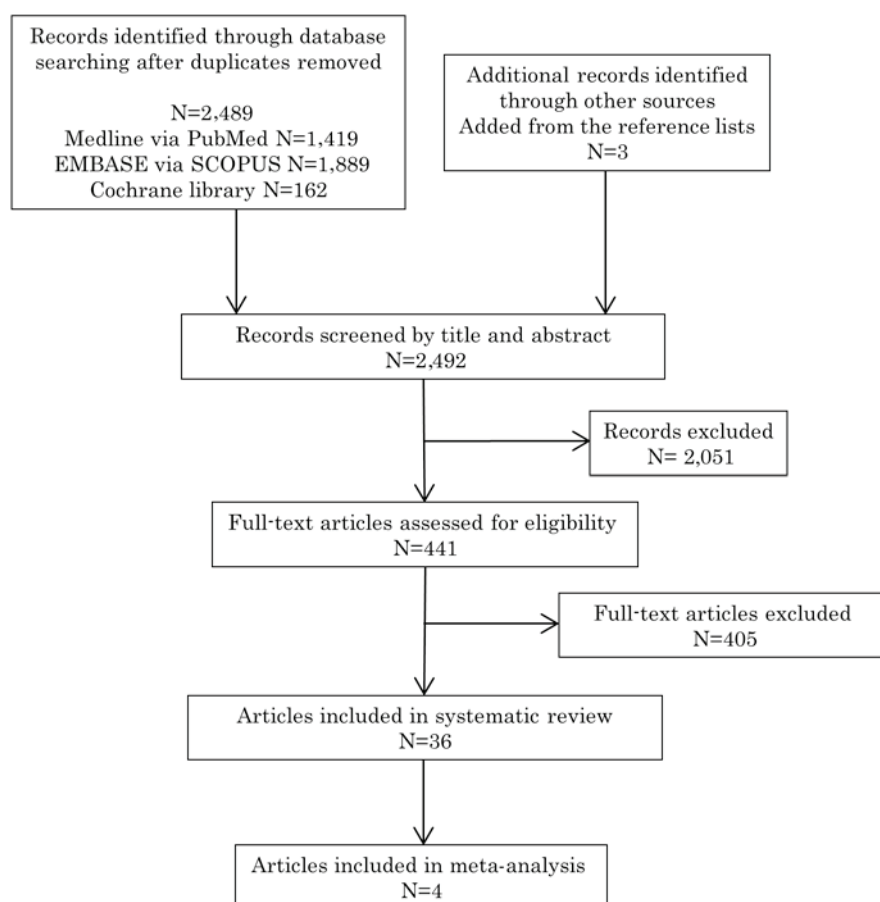 Records identified through database
searching after duplicates removed
N=2,489
Medline via PubMed N=1,419
EMBASE via SCOPUS N=1,889
Cochrane library N=162
Additional records identified
through other sources
Added from the reference lists
N=3
Records screened by title and abstract
N=2,492
Records excluded
N= 2,051
Full-text articles assessed for eligibility
N=441
Full-text articles excluded
N=405
Articles included in systematic review
N=36
Articles included in meta-analysis
N=4